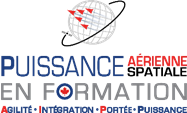 PUISSANCE AÉRIENNE SPATIALE
EN FORMATION
AGILITÉ • INTÉGRATION • PORTÉE • PUISSANCE